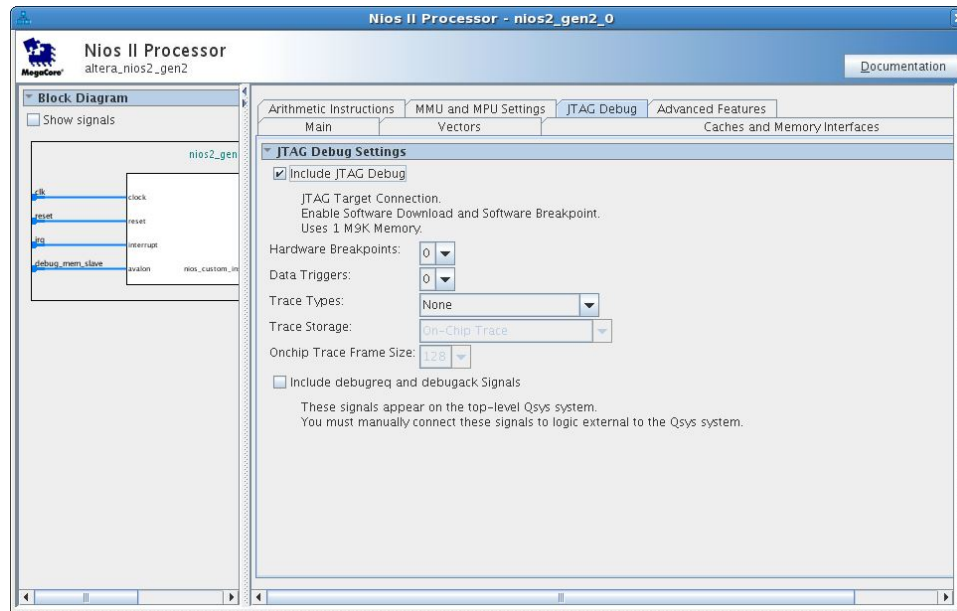 Nios II Processor - nios2_gen2_0
MegaCore'
Nios II Processor
altera_nios2_gen2
Documentation
Block Diagram
Show signals
nios2_gen
clk
clock
reset
reset
irq
interrupt
debug_mem_slave
avalon
nios_custom_in
Arithmetic Instructions
MMU and MPU Settings
JTAG Debug
Advanced Features
Main
Vectors
Caches and Memory Interfaces
JTAG Debug Settings
Include JTAG Debug
JTAG Target Connection.
Enable Software Download and Software Breakpoint.
Uses 1 M9K Memory.
Hardware Breakpoints: 0
Data Triggers: 0
Trace Types: None
Trace Storage: On-Chip Trace
Onchip Trace Frame Size: 128
Include debugreq and debugack Signals
These signals appear on the top-level Qsys system.
You must manually connect these signals to logic external to the Qsys system.